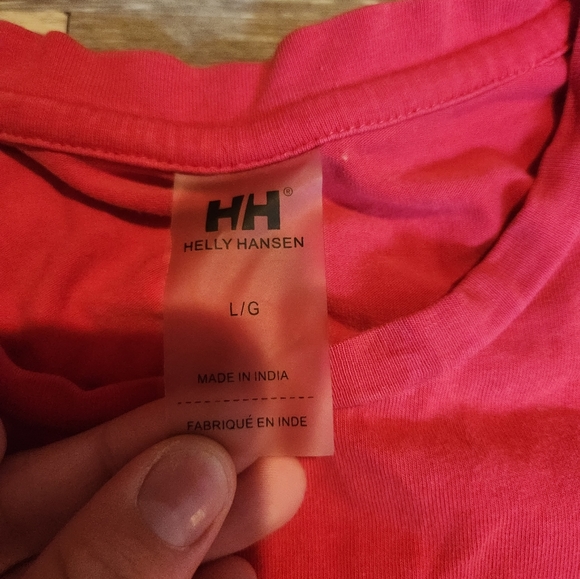 HH®
HELLY HANSEN
L/G
MADE IN INDIA
FABRIQUÉ EN INDE